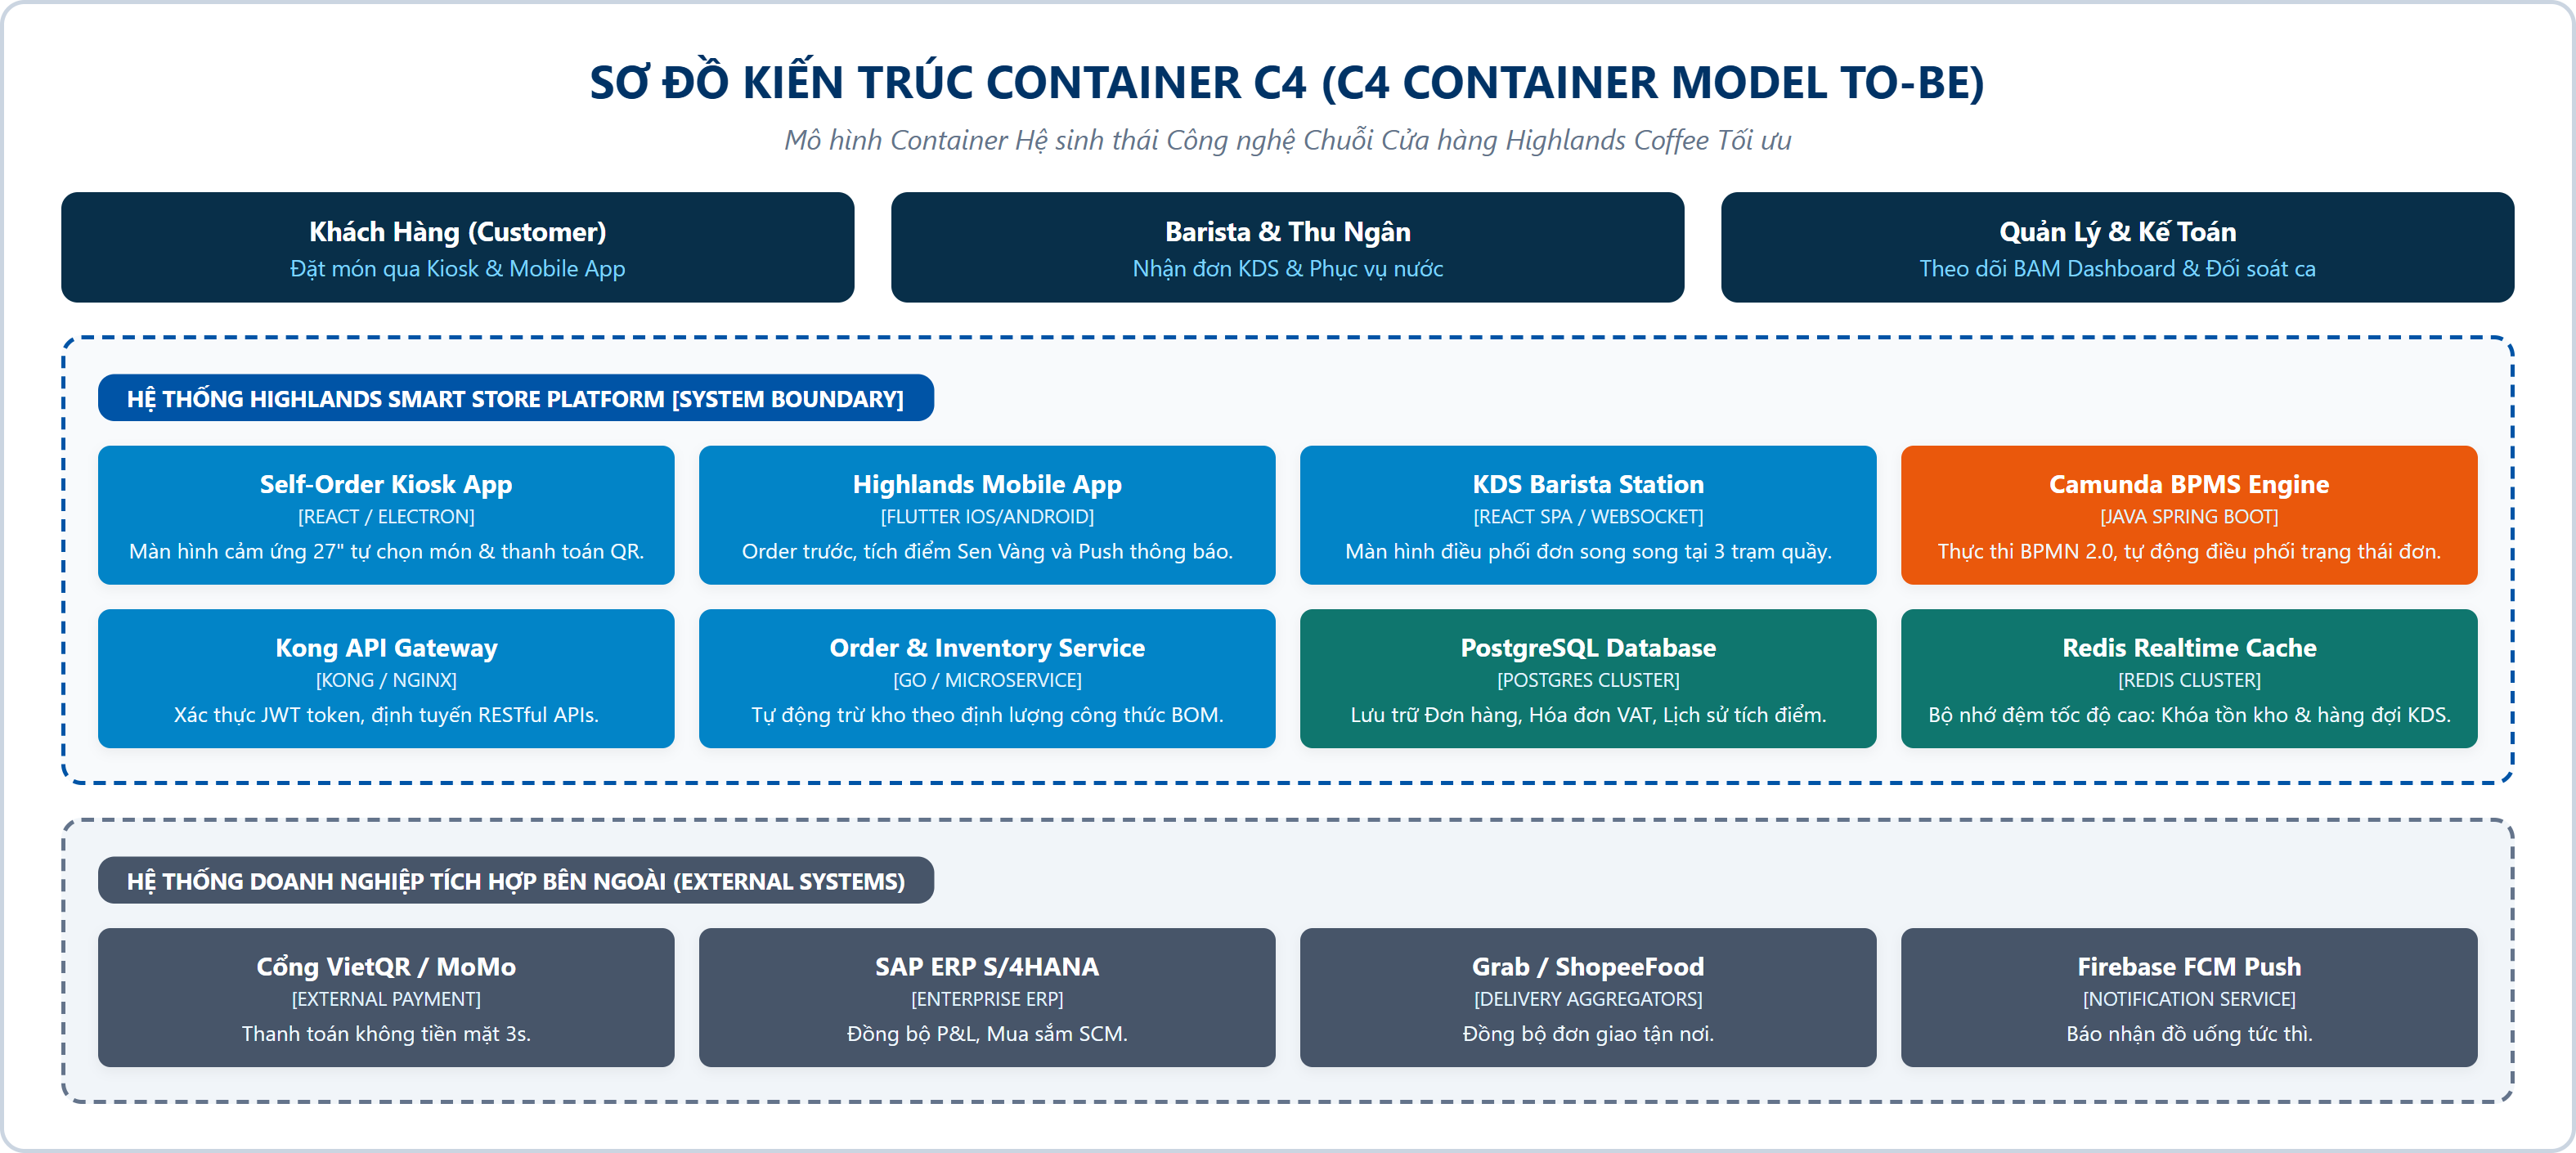 SƠ ĐỒ KIẾN TRÚC CONTAINER C4 (C4 CONTAINER MODEL TO-BE)
Mô hình Container Hệ sinh thái Công nghệ Chuỗi Cửa hàng Highlands Coffee Tối ưu
Khách Hàng (Customer)
Đặt món qua Kiosk & Mobile App
Barista & Thu Ngân
Nhận đơn KDS & Phục vụ nước
Quản Lý & Kế Toán
Theo dõi BAM Dashboard & Đối soát ca
HỆ THỐNG HIGHLANDS SMART STORE PLATFORM [SYSTEM BOUNDARY]
Self-Order Kiosk App
[REACT / ELECTRON]
Màn hình cảm ứng 27" tự chọn món & thanh toán QR.
Highlands Mobile App
[FLUTTER IOS/ANDROID]
Order trước, tích điểm Sen Vàng và Push thông báo.
KDS Barista Station
[REACT SPA / WEBSOCKET]
Màn hình điều phối đơn song song tại 3 trạm quầy.
Camunda BPMS Engine
[JAVA SPRING BOOT]
Thực thi BPMN 2.0, tự động điều phối trạng thái đơn.
Kong API Gateway
[KONG / NGINX]
Xác thực JWT token, định tuyến RESTful APIs.
Order & Inventory Service
[GO / MICROSERVICE]
Tự động trừ kho theo định lượng công thức BOM.
PostgreSQL Database
[POSTGRES CLUSTER]
Lưu trữ Đơn hàng, Hóa đơn VAT, Lịch sử tích điểm.
Redis Realtime Cache
[REDIS CLUSTER]
Bộ nhớ đệm tốc độ cao: Khóa tồn kho & hàng đợi KDS.
HỆ THỐNG DOANH NGHIỆP TÍCH HỢP BÊN NGOÀI (EXTERNAL SYSTEMS)
Cổng VietQR / MoMo
[EXTERNAL PAYMENT]
Thanh toán không tiền mặt 3s.
SAP ERP S/4HANA
[ENTERPRISE ERP]
Đồng bộ P&L, Mua sắm SCM.
Grab / ShopeeFood
[DELIVERY AGGREGATORS]
Đồng bộ đơn giao tận nơi.
Firebase FCM Push
[NOTIFICATION SERVICE]
Báo nhận đồ uống tức thì.